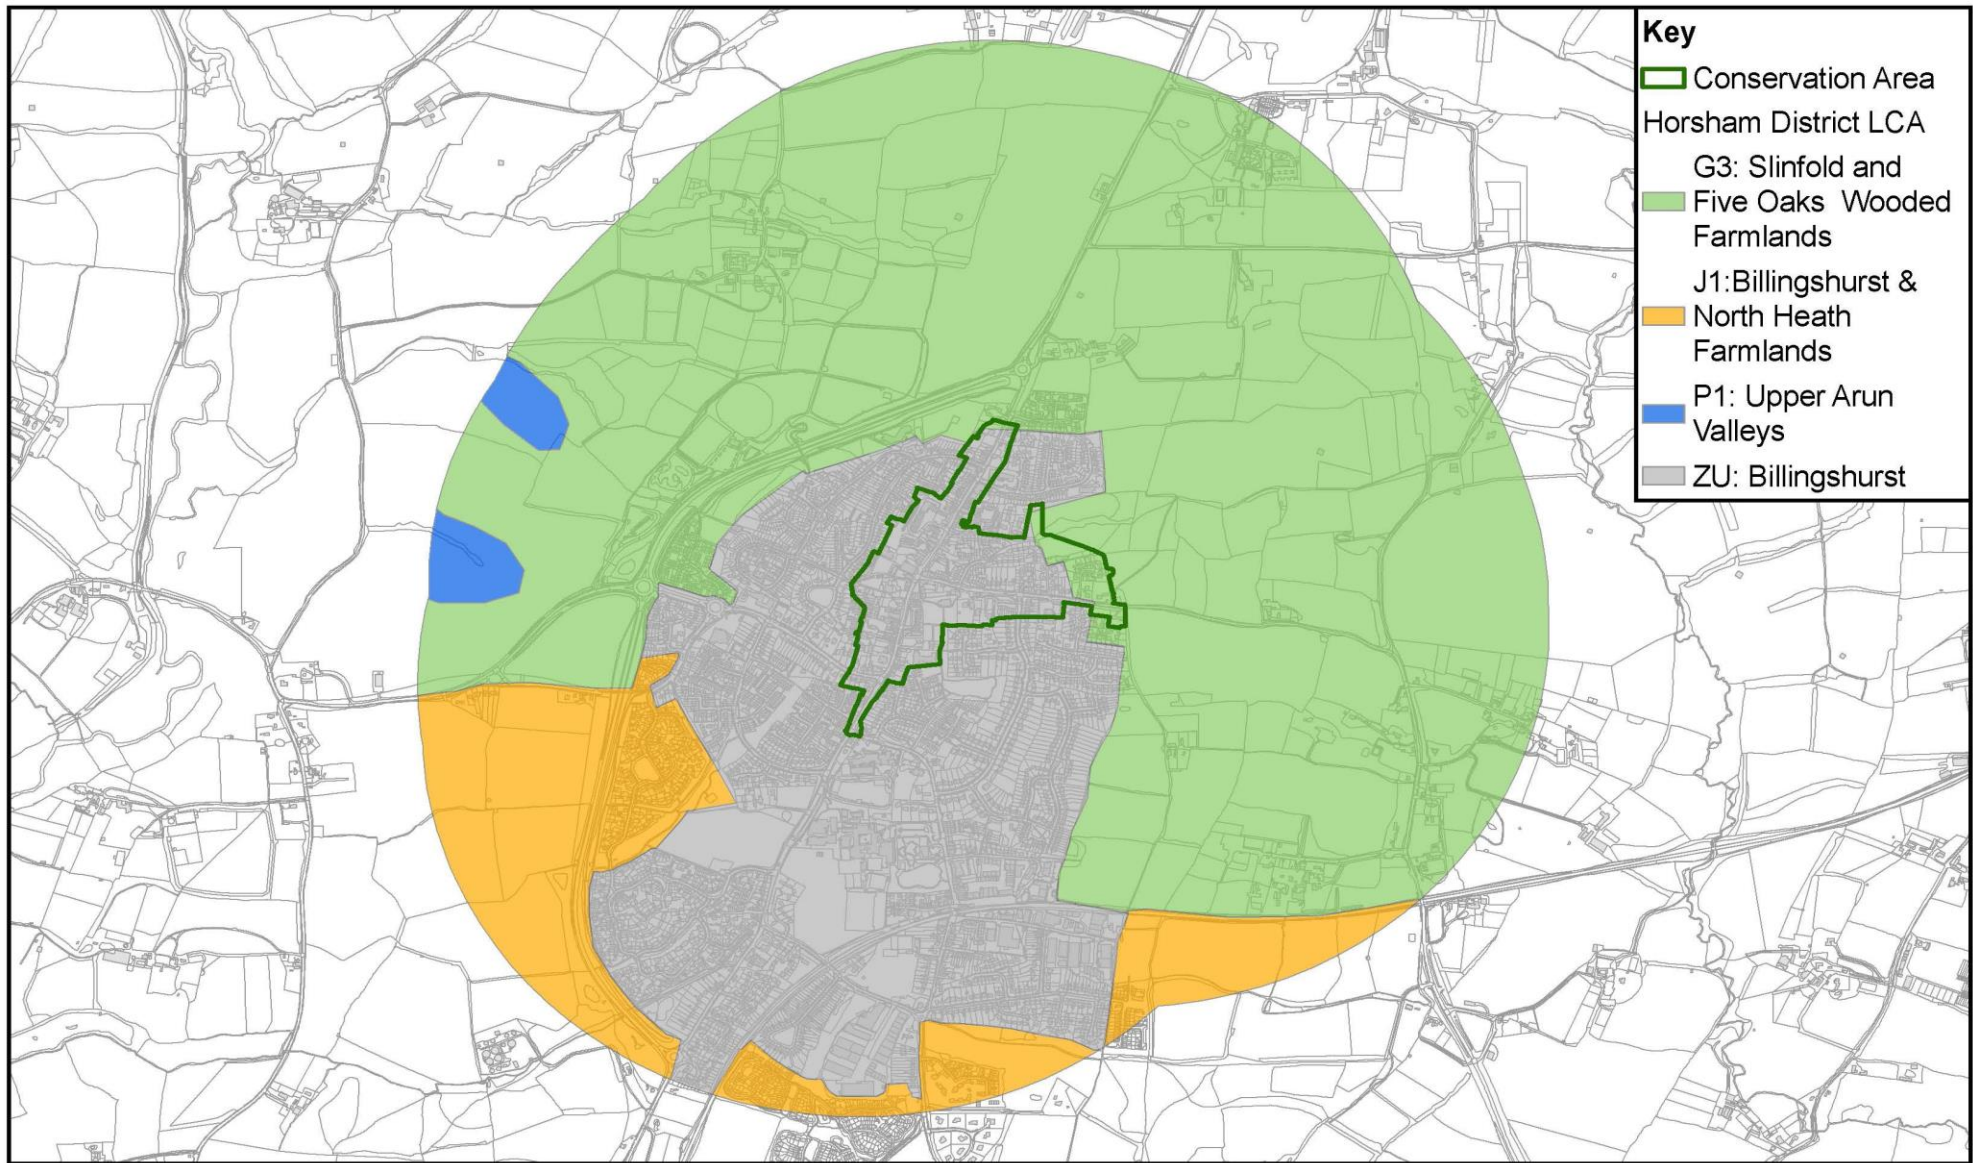 Key
Conservation Area
Horsham District LCA
G3: Slinfold and
Five Oaks  Wooded
Farmlands
J1:Billingshurst &
North Heath
Farmlands
P1: Upper Arun
Valleys
ZU: Billingshurst